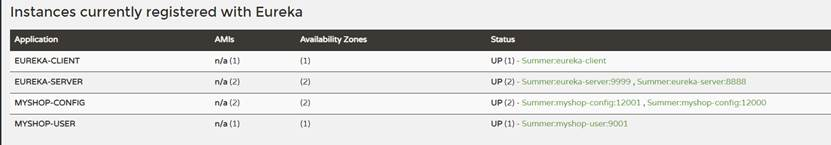 Instances currently registered with Eureka
Application AMIs Availability Zones Status
EUREKA-CLIENT n/a (1) (1) UP (1) - Summer:eureka-client
EUREKA-SERVER n/a (2) (2) UP (2) - Summer:eureka-server:9999 , Summer:eureka-server:8888
MYSHOP-CONFIG n/a (2) (2) UP (2) - Summer:myshop-config:12001 , Summer:myshop-config:12000
MYSHOP-USER n/a (1) (1) UP (1) - Summer:myshop-user:9001